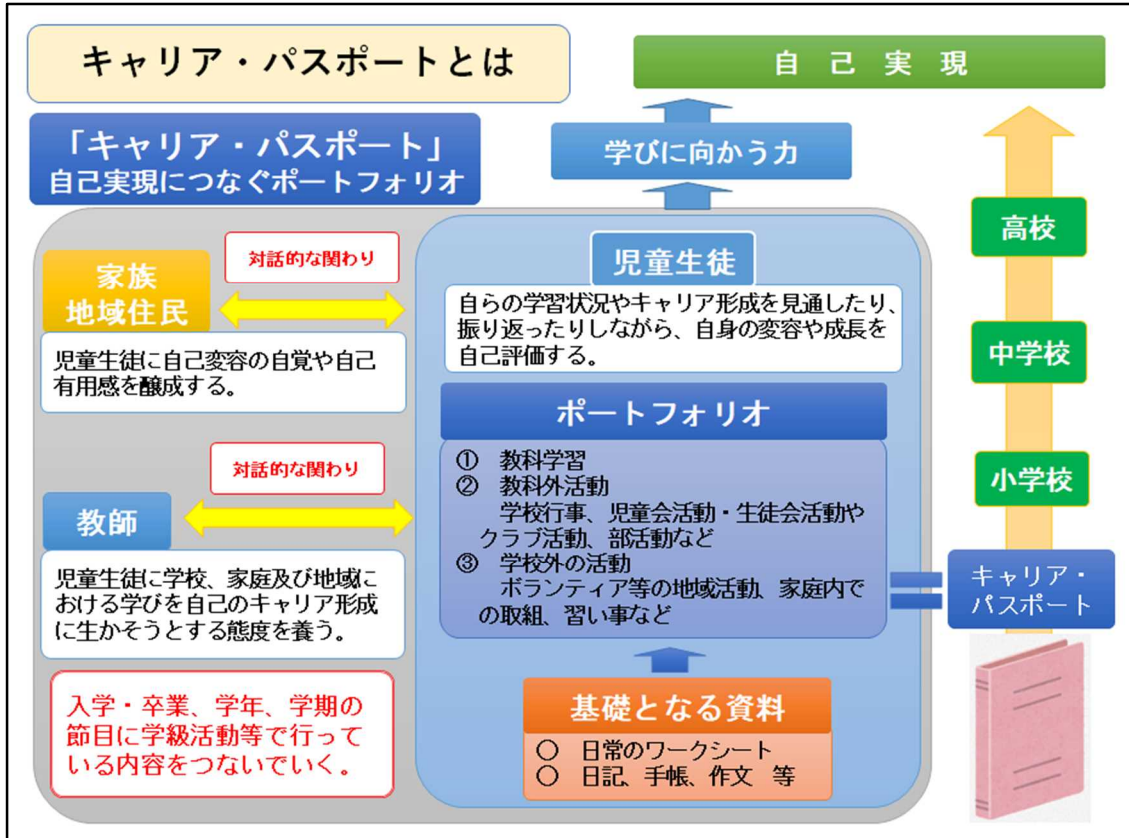 キャリア・パスポートとは
自己実現
「キャリア・パスポート」
自己実現につなぐポートフォリオ
学びに向かう力
家族
地域住民
対話的な関わり
児童生徒に自己変容の自覚や自己
有用感を醸成する。
対話的な関わり
教師
児童生徒に学校、家庭及び地域に
おける学びを自己のキャリア形成
に生かそうとする態度を養う。
入学・卒業、学年、学期の
節目に学級活動等で行って
いる内容をつないでいく。
児童生徒
自らの学習状況やキャリア形成を見通したり、
振り返ったりしながら、自身の変容や成長を
自己評価する。
ポートフォリオ
① 教科学習
② 教科外活動
学校行事、児童会活動・生徒会活動や
クラブ活動、部活動など
③ 学校外の活動
ボランティア等の地域活動、家庭内で
の取組、習い事など
基礎となる資料
○ 日常のワークシート
○ 日記、手帳、作文 等
高校
中学校
小学校
キャリア・
パスポート